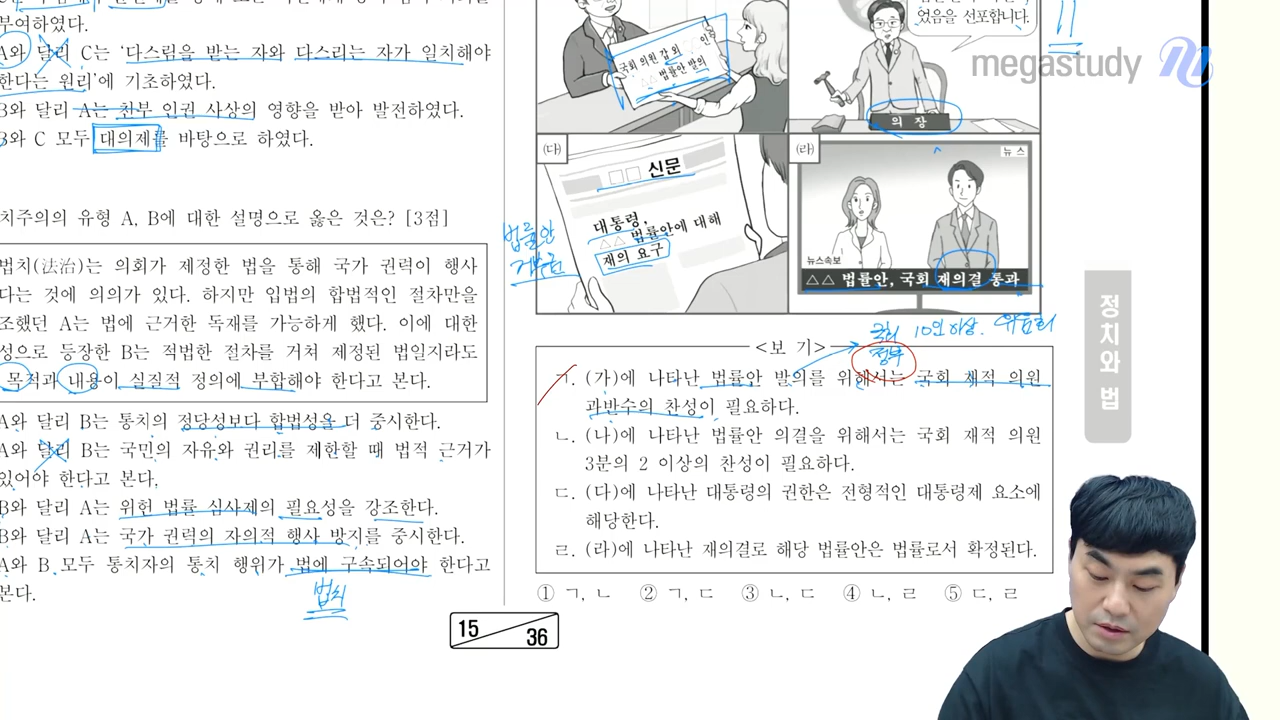 부여하였다.
A와 달리 C는 '다스림을 받는 자와 다스리는 자가 일치해야
한다는 원리'에 기초하였다.
B와 달리 A는 천부 인권 사상의 영향을 받아 발전하였다.
B와 C 모두 대의제를 바탕으로 하였다.
치주의의 유형 A, B에 대한 설명으로 옳은 것은? [3점]
법치(法治)는 의회가 제정한 법을 통해 국가 권력이 행사
다는 것에 의의가 있다. 하지만 입법의 합법적인 절차만을
조했던 A는 법에 근거한 독재를 가능하게 했다. 이에 대한
성으로 등장한 B는 적법한 절차를 거쳐 제정된 법일지라도
목적과 내용이 실질적 정의에 부합해야 한다고 본다.
A와 달리 B는 통치의 정당성보다 합법성을 더 중시한다.
A와 달리 B는 국민의 자유와 권리를 제한할 때 법적 근거가
있어야 한다고 본다.
B와 달리 A는 위헌 법률 심사제의 필요성을 강조한다.
B와 달리 A는 국가 권력의 자의적 행사 방지를 중시한다.
A와 B 모두 통치자의 통치 행위가 법에 구속되어야 한다고
본다.
법치
15
36
국회 의원 갑 외 △△인
△△ 법률안 발의
었음을 선포합니다.
의 장
megastudy
(다)
□□ 신문
대통령,
△△ 법률안에 대해
재의 요구
법률안
거부권
(라)
뉴 스
뉴스속보
△△ 법률안, 국회 재의결 통과
국회 10인 이상.
정부
<보 기>
ㄱ. (가)에 나타난 법률안 발의를 위해서는 국회 재적 의원
과반수의 찬성이 필요하다.
ㄴ. (나)에 나타난 법률안 의결을 위해서는 국회 재적 의원
3분의 2 이상의 찬성이 필요하다.
ㄷ. (다)에 나타난 대통령의 권한은 전형적인 대통령제 요소에
해당한다.
ㄹ. (라)에 나타난 재의결로 해당 법률안은 법률로서 확정된다.
① ㄱ, ㄴ ② ㄱ, ㄷ ③ ㄴ, ㄷ ④ ㄴ, ㄹ ⑤ ㄷ, ㄹ
정치와 법